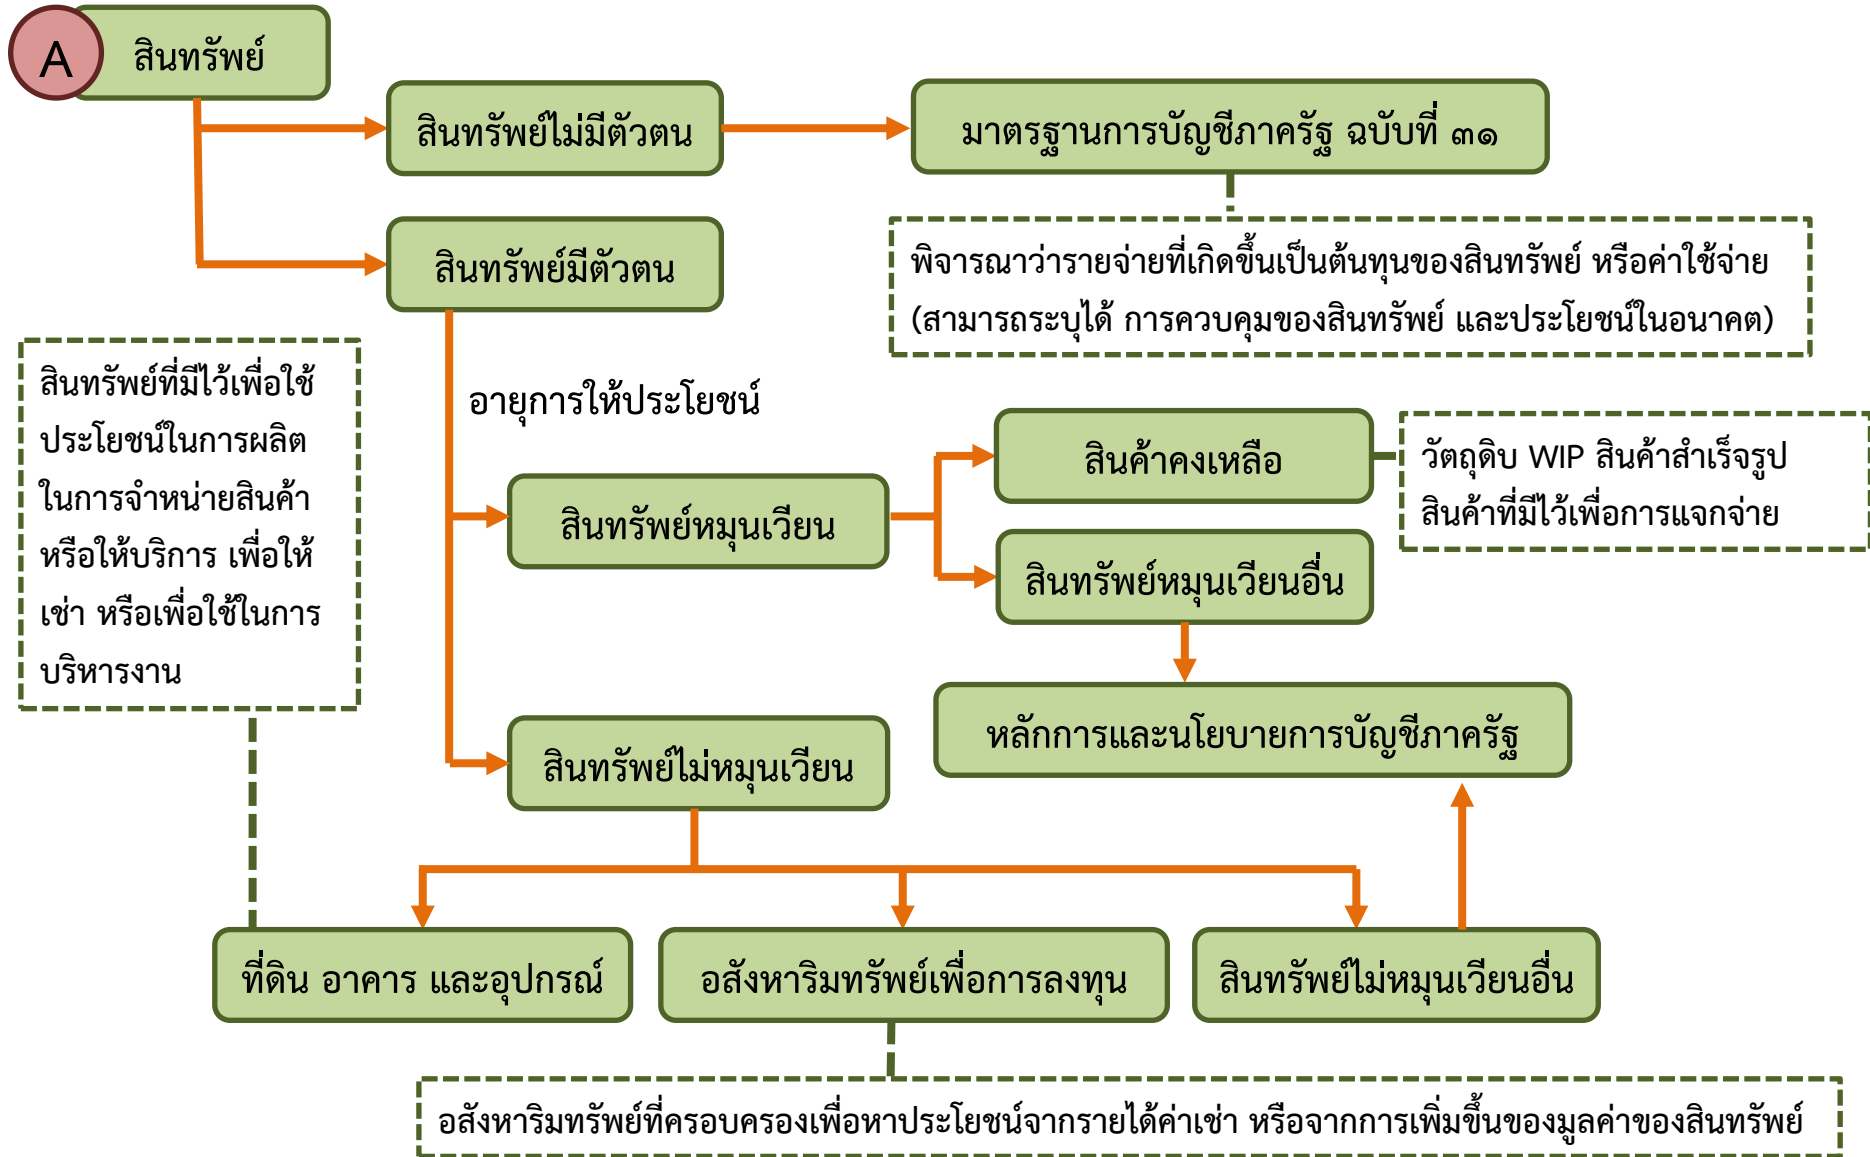 A
สินทรัพย์
สินทรัพย์ไม่มีตัวตน
มาตรฐานการบัญชีภาครัฐ ฉบับที่ ๓๑
พิจารณาว่ารายจ่ายที่เกิดขึ้นเป็นต้นทุนของสินทรัพย์ หรือค่าใช้จ่าย
(สามารถระบุได้ การควบคุมของสินทรัพย์ และประโยชน์ในอนาคต)
สินทรัพย์มีตัวตน
สินทรัพย์ที่มีไว้เพื่อใช้
ประโยชน์ในการผลิต
ในการจำหน่ายสินค้า
หรือให้บริการ เพื่อให้
เช่า หรือเพื่อใช้ในการ
บริหารงาน
อายุการให้ประโยชน์
สินทรัพย์หมุนเวียน
สินค้าคงเหลือ
วัตถุดิบ WIP สินค้าสำเร็จรูป
สินค้าที่มีไว้เพื่อการแจกจ่าย
สินทรัพย์หมุนเวียนอื่น
หลักการและนโยบายการบัญชีภาครัฐ
สินทรัพย์ไม่หมุนเวียน
ที่ดิน อาคาร และอุปกรณ์
อสังหาริมทรัพย์เพื่อการลงทุน
สินทรัพย์ไม่หมุนเวียนอื่น
อสังหาริมทรัพย์ที่ครอบครองเพื่อหาประโยชน์จากรายได้ค่าเช่า หรือจากการเพิ่มขึ้นของมูลค่าของสินทรัพย์